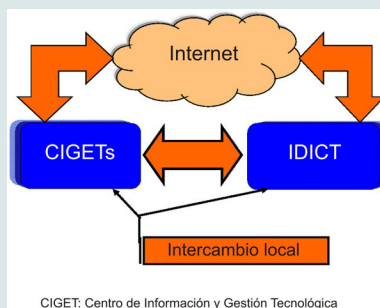 Internet
CIGETs
IDICT
Intercambio local
CIGET: Centro de Información y Gestión Tecnológica